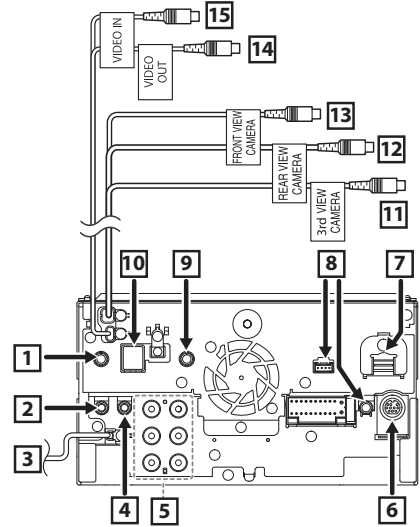 15
VIDEO IN
14
VIDEO
OUT
13
FRONT VIEW
CAMERA
12
REAR VIEW
CAMERA
11
3rd VIEW
CAMERA
10
9
8
7
1
2
3
4
5
6